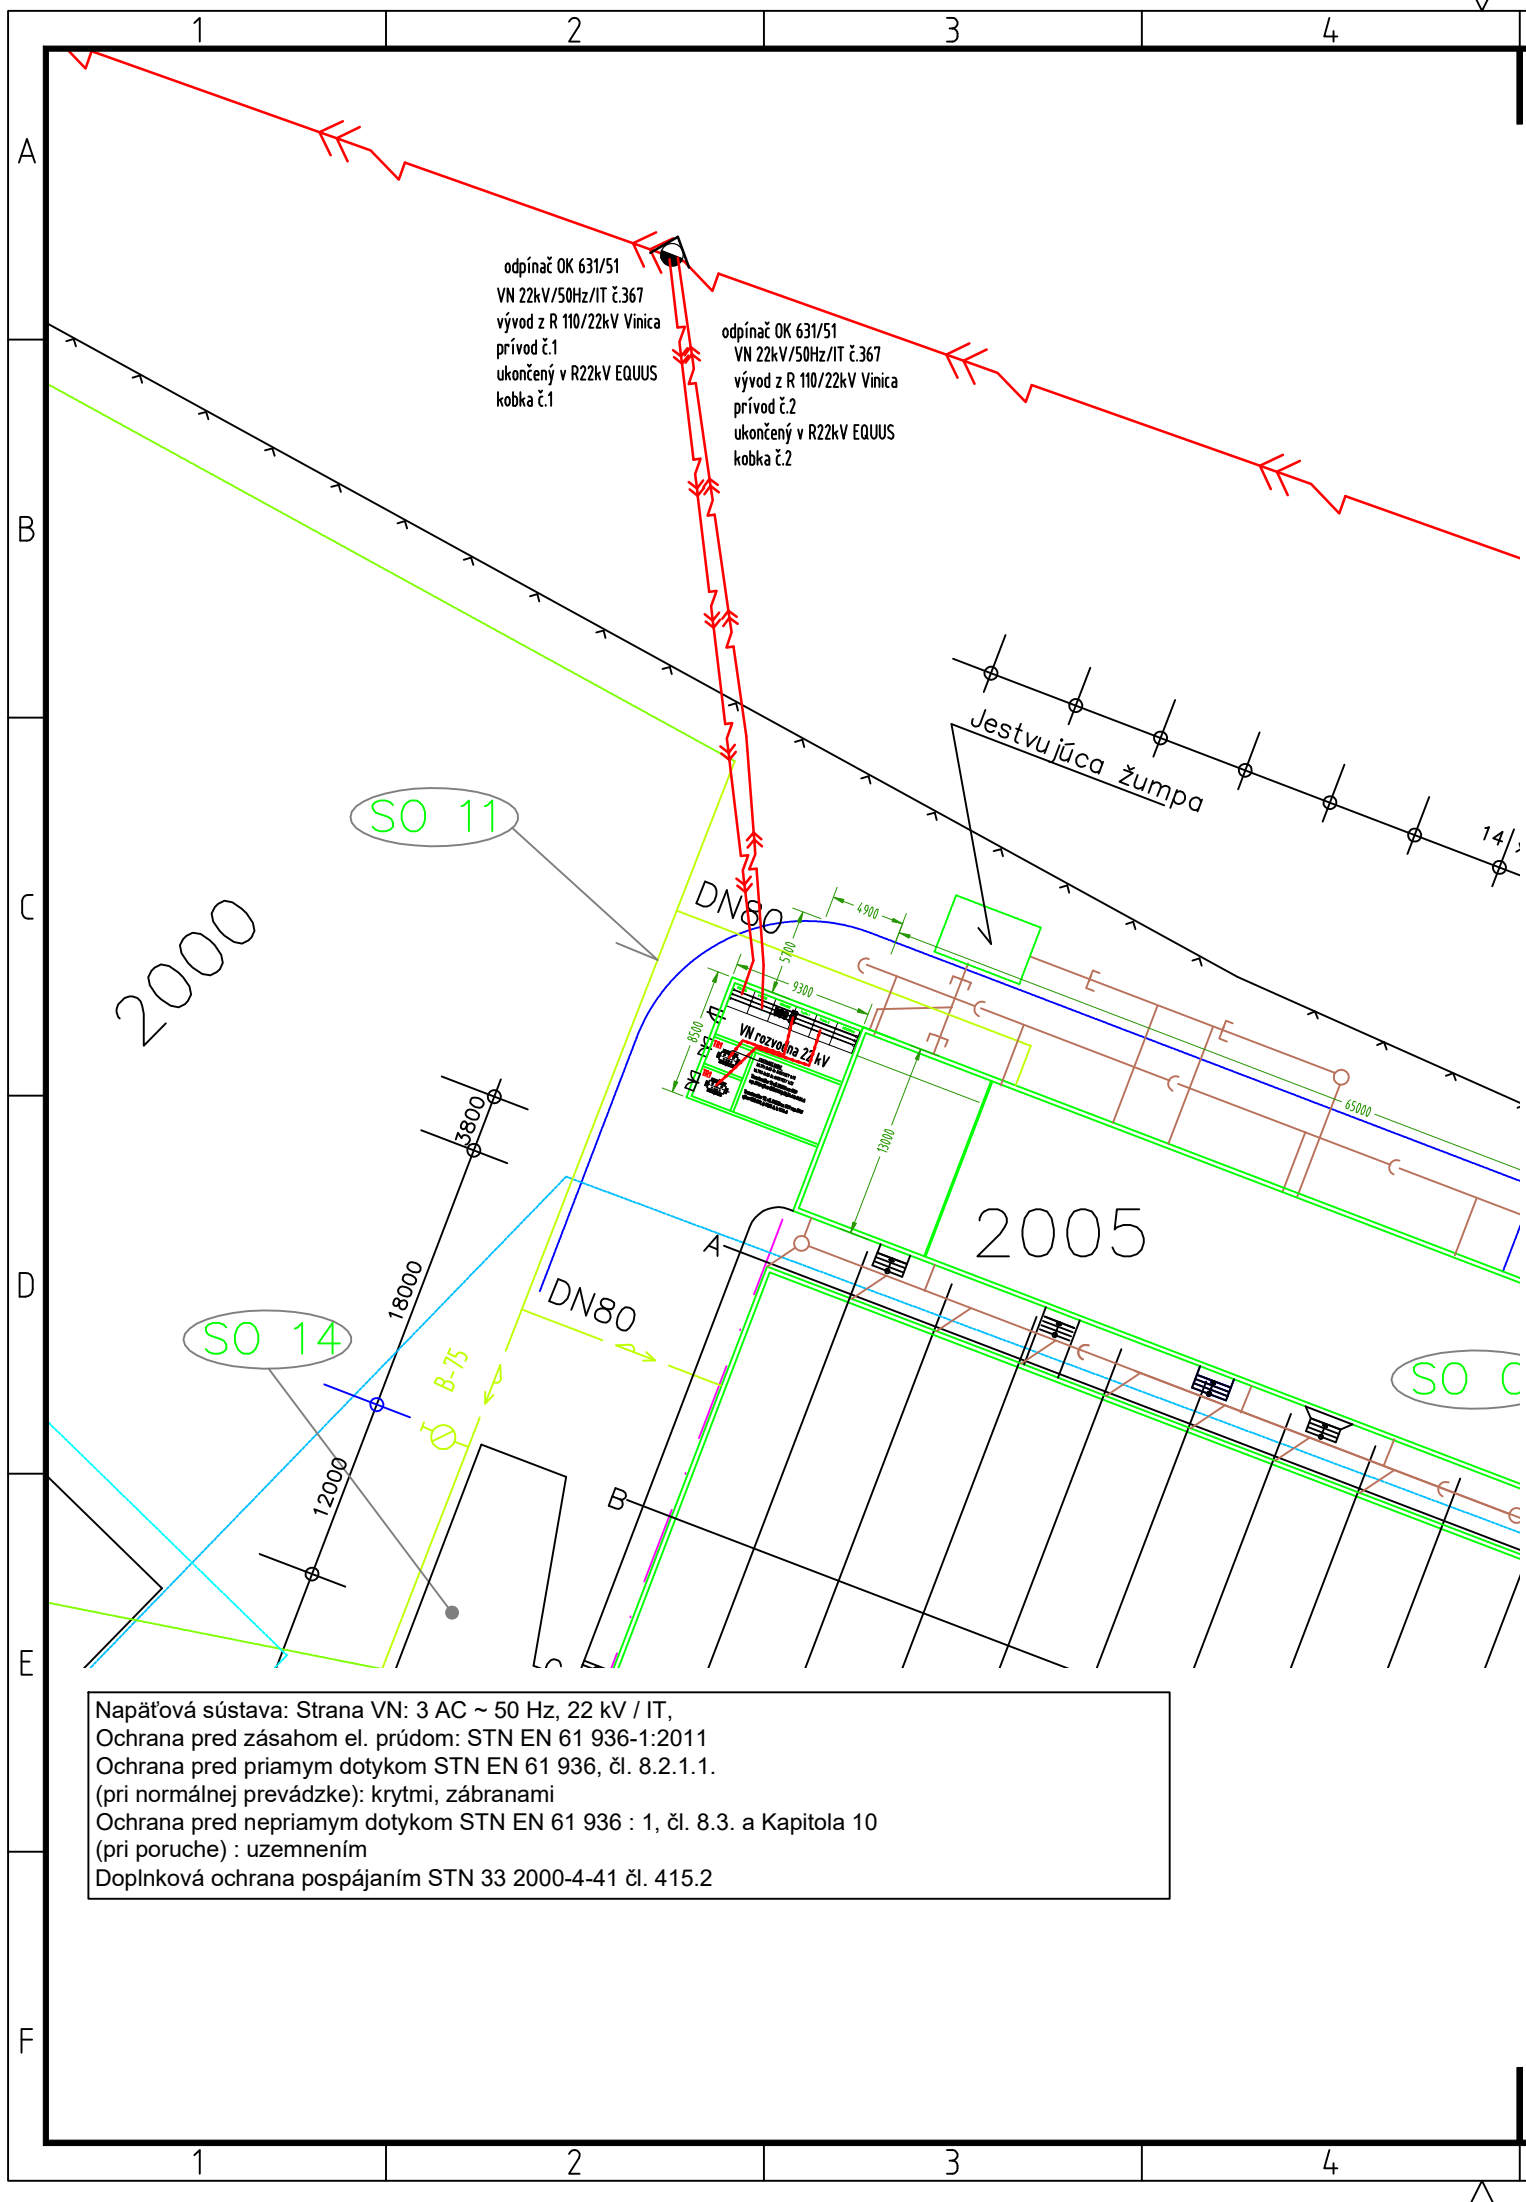 1
2
3
4
A
B
C
D
E
F
odpínač OK 631/51
VN 22kV/50Hz/IT č.367
vývod z R 110/22kV Vinica
prívod č.1
ukončený v R22kV EQUUS
kobka č.1
odpínač OK 631/51
VN 22kV/50Hz/IT č.367
vývod z R 110/22kV Vinica
prívod č.2
ukončený v R22kV EQUUS
kobka č.2
Jestvujúca žumpa
14
SO 11
2000
DN80
4900
5700
9300
8500
VN rozvodňa 22 kV
TR1
13000
65000
2005
3800
18000
12000
A
DN80
SO 14
B-75
B
SO
Napäťová sústava: Strana VN: 3 AC ~ 50 Hz, 22 kV / IT,
Ochrana pred zásahom el. prúdom: STN EN 61 936-1:2011
Ochrana pred priamym dotykom STN EN 61 936, čl. 8.2.1.1.
(pri normálnej prevádzke): krytmi, zábranami
Ochrana pred nepriamym dotykom STN EN 61 936 : 1, čl. 8.3. a Kapitola 10
(pri poruche) : uzemnením
Doplnková ochrana pospájaním STN 33 2000-4-41 čl. 415.2
1
2
3
4